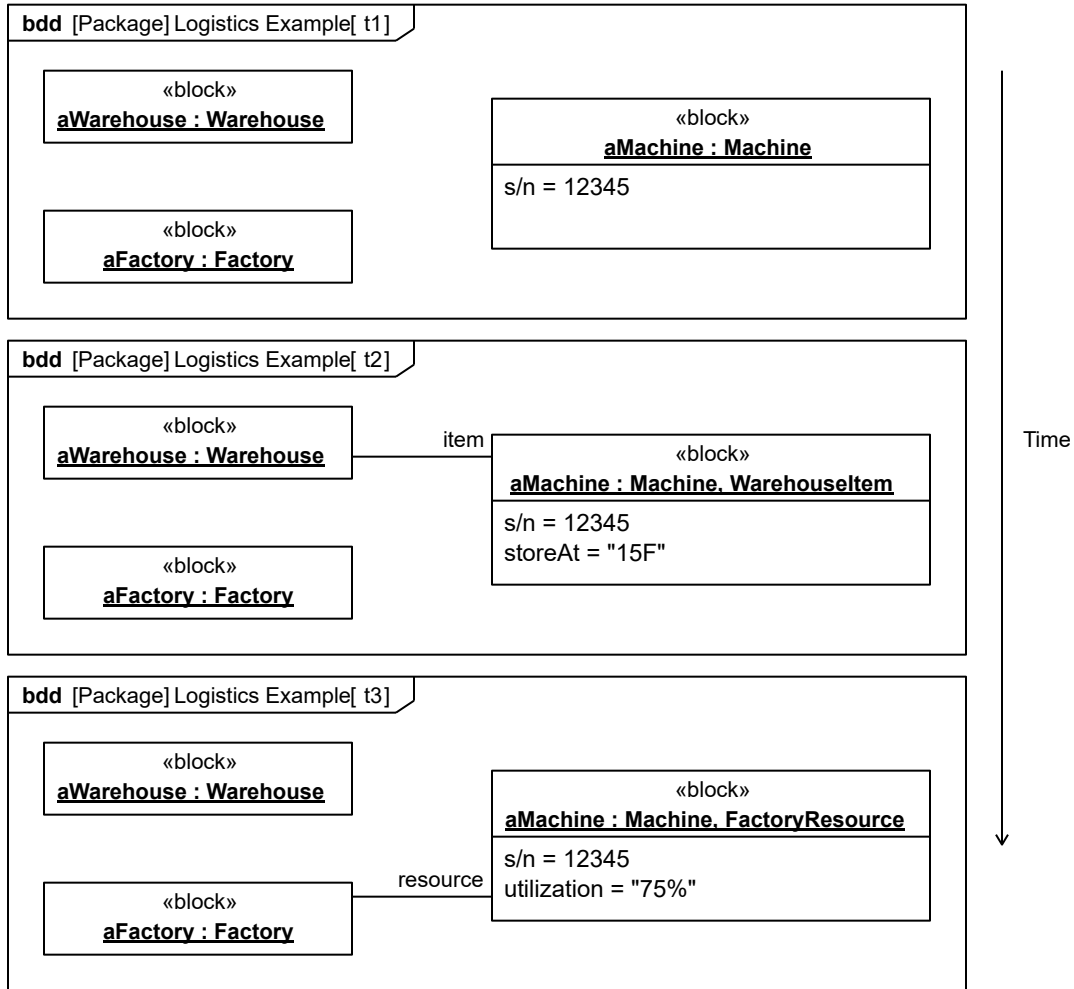 bdd [Package] Logistics Example[ t1]
«block»
aWarehouse : Warehouse
«block»
aMachine : Machine
s/n = 12345
«block»
aFactory : Factory
bdd [Package] Logistics Example[ t2]
«block»
aWarehouse : Warehouse
item
«block»
aMachine : Machine, WarehouseItem
s/n = 12345
storeAt = "15F"
«block»
aFactory : Factory
Time
bdd [Package] Logistics Example[ t3]
«block»
aWarehouse : Warehouse
«block»
aMachine : Machine, FactoryResource
s/n = 12345
utilization = "75%"
resource
«block»
aFactory : Factory